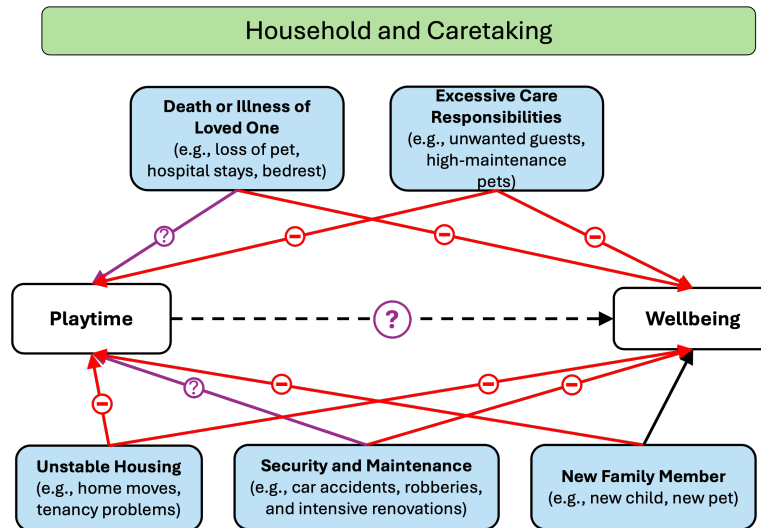 Household and Caretaking
Death or Illness of
Loved One
(e.g., loss of pet,
hospital stays, bedrest)
Excessive Care
Responsibilities
(e.g., unwanted guests,
high-maintenance
pets)
?
Playtime
?
Wellbeing
?
Unstable Housing
(e.g., home moves,
tenancy problems)
Security and Maintenance
(e.g., car accidents, robberies,
and intensive renovations)
New Family Member
(e.g., new child, new pet)